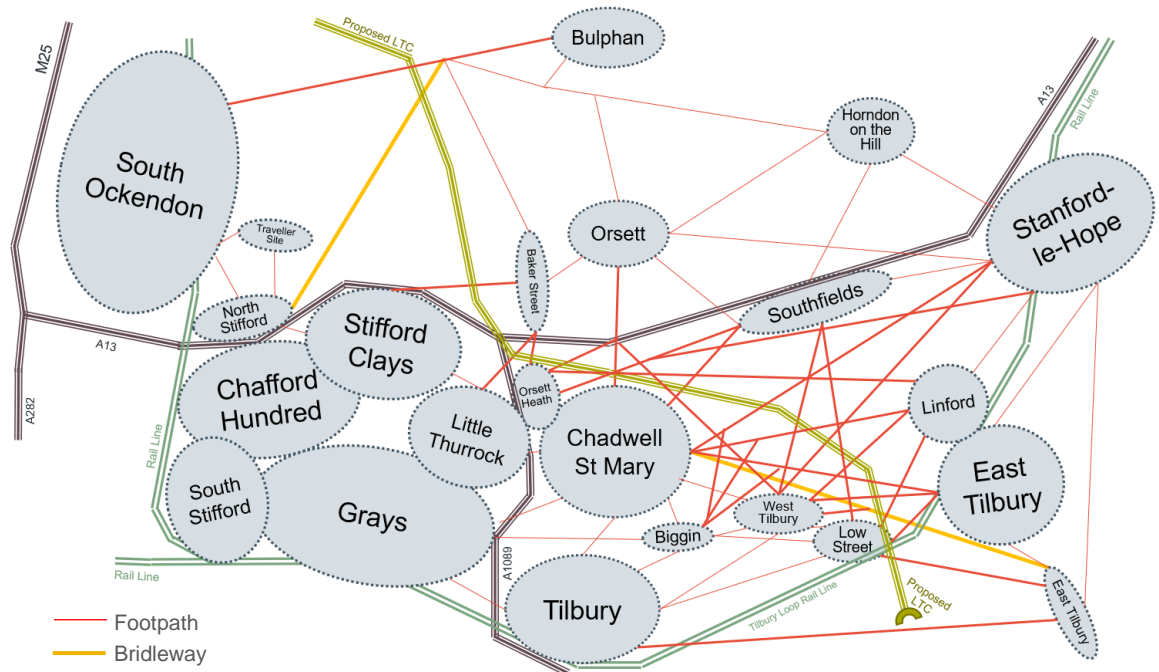 Proposed LTC
Bulphan
M25
A13
Rail Line
Horndon
on the
Hill
South
Ockendon
Stanford-
le-Hope
Traveller
Site
Orsett
Baker Street
North
Stifford
Southfields
Stifford
Clays
A13
Chafford
Hundred
Orsett
Heath
Linford
A282
Little
Thurrock
Chadwell
St Mary
Rail Line
East
Tilbury
South
Stifford
Grays
West
Tilbury
Biggin
Low
Street
A1089
Rail Line
Proposed
LTC
Tilbury
Tilbury Loop Rail Line
East Tilbury
Footpath
Bridleway